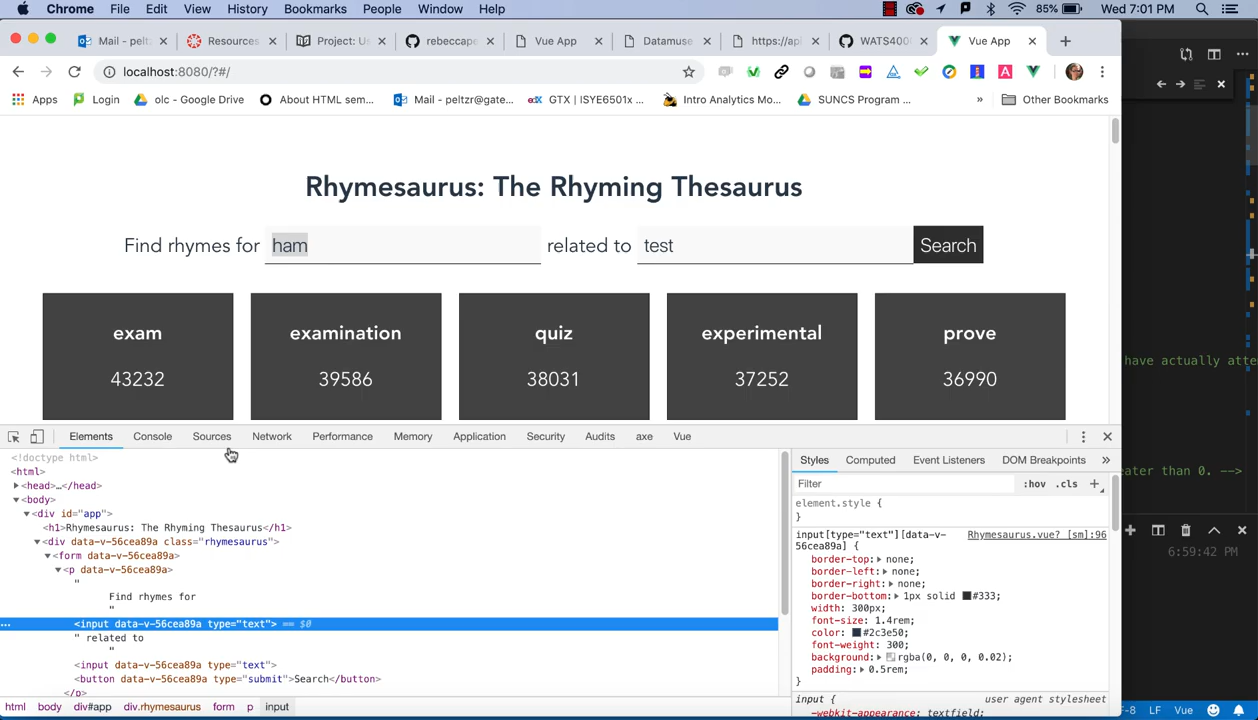 Chrome File Edit View History Bookmarks People Window Help 85% Wed 7:01 PM
Mail - peltz Resources Project: Us rebeccape Vue App Datamuse https://api WATS400 Vue App
localhost:8080/?#/
Apps Login olc - Google Drive About HTML sem... Mail - peltzr@gate... GTX | ISYE6501x ... Intro Analytics Mo... SUNCS Program ... » Other Bookmarks
Rhymesaurus: The Rhyming Thesaurus
Find rhymes for ham related to test Search
exam examination quiz experimental prove
43232 39586 38031 37252 36990
have actually atte
Elements Console Sources Network Performance Memory Application Security Audits axe Vue
<!doctype html>
<html>
<head>…</head>
<body>
<div id="app">
<h1>Rhymesaurus: The Rhyming Thesaurus</h1>
<div data-v-56cea89a class="rhymesaurus">
<form data-v-56cea89a>
<p data-v-56cea89a>
"
Find rhymes for
"
<input data-v-56cea89a type="text"> == $0
" related to
"
<input data-v-56cea89a type="text">
<button data-v-56cea89a type="submit">Search</button>
</p>
html body div#app div.rhymesaurus form p input
Styles Computed Event Listeners DOM Breakpoints »
Filter :hov .cls +
element.style {
}
input[type="text"][data-v-56cea89a] { Rhymesaurus.vue? [sm]:96
border-top: none;
border-left: none;
border-right: none;
border-bottom: 1px solid #333;
width: 300px;
font-size: 1.4rem;
color: #2c3e50;
font-weight: 300;
background: rgba(0, 0, 0, 0.02);
padding: 0.5rem;
}
input { user agent stylesheet
-webkit-appearance: textfield;
eater than 0. -->
6:59:42 PM
F-8 LF Vue